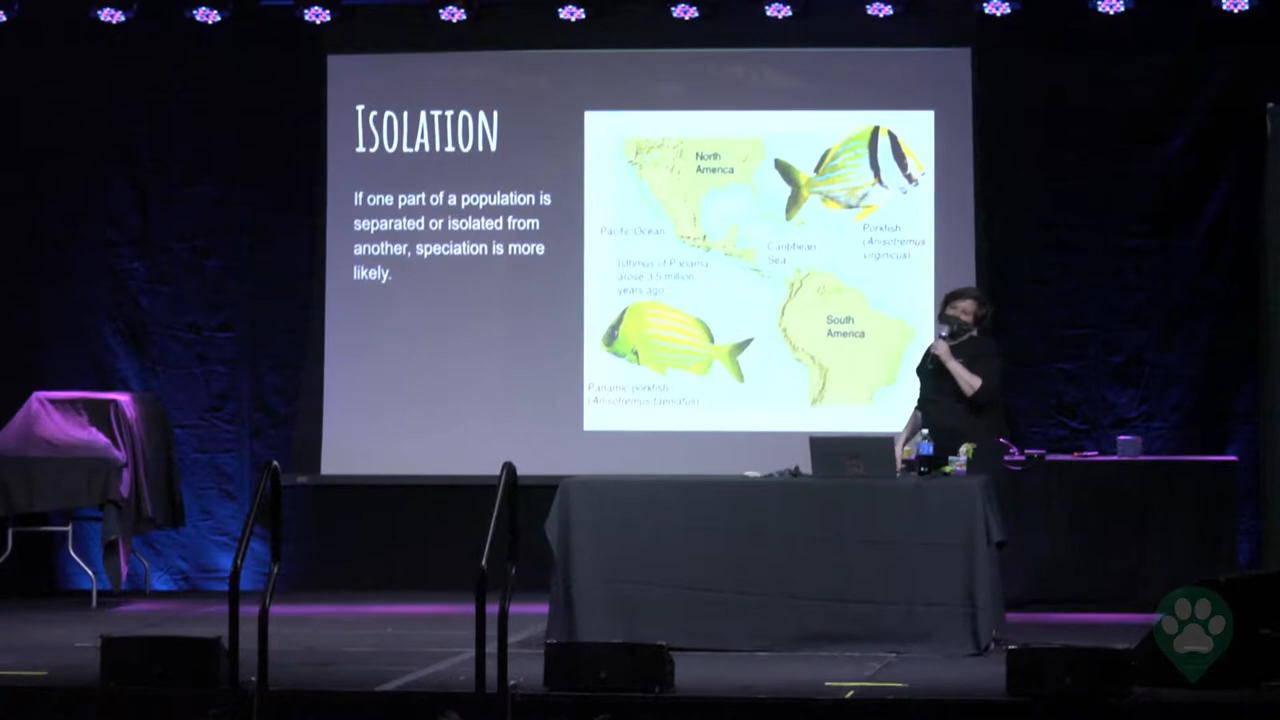 ISOLATION
If one part of a population is
separated or isolated from
another, speciation is more
likely.
North
America
Pacific Ocean
Caribbean
Sea
Porkfish
(Anisotremus
virginicus)
Isthmus of Panama
arose 3.5 million
years ago
South
America
Panamic porkfish
(Anisotremus taeniatus)